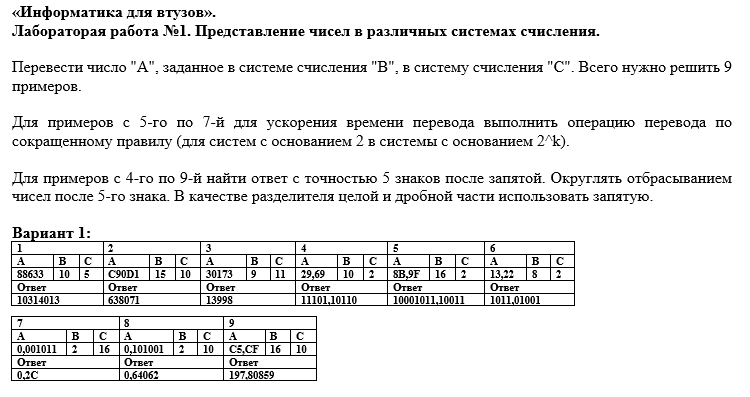 «Информатика для втузов».
Лабораторая работа №1. Представление чисел в различных системах счисления.
Перевести число "А", заданное в системе счисления "В", в систему счисления "С". Всего нужно решить 9
примеров.
Для примеров с 5-го по 7-й для ускорения времени перевода выполнить операцию перевода по
сокращенному правилу (для систем с основанием 2 в системы с основанием 2^k).
Для примеров с 4-го по 9-й найти ответ с точностью 5 знаков после запятой. Округлять отбрасыванием
чисел после 5-го знака. В качестве разделителя целой и дробной части использовать запятую.
Вариант 1:
1 2 3 4 5 6
A B C A B C A B C A B C A B C A B C
88633 10 5 C90D1 15 10 30173 9 11 29,69 10 2 8B,9F 16 2 13,22 8 2
Ответ Ответ Ответ Ответ Ответ Ответ
10314013 638071 13998 11101,10110 10001011,10011 1011,01001
7 8 9
A B C A B C A B C
0,001011 2 16 0,101001 2 10 C5,CF 16 10
Ответ Ответ Ответ
0,2C 0,64062 197,80859